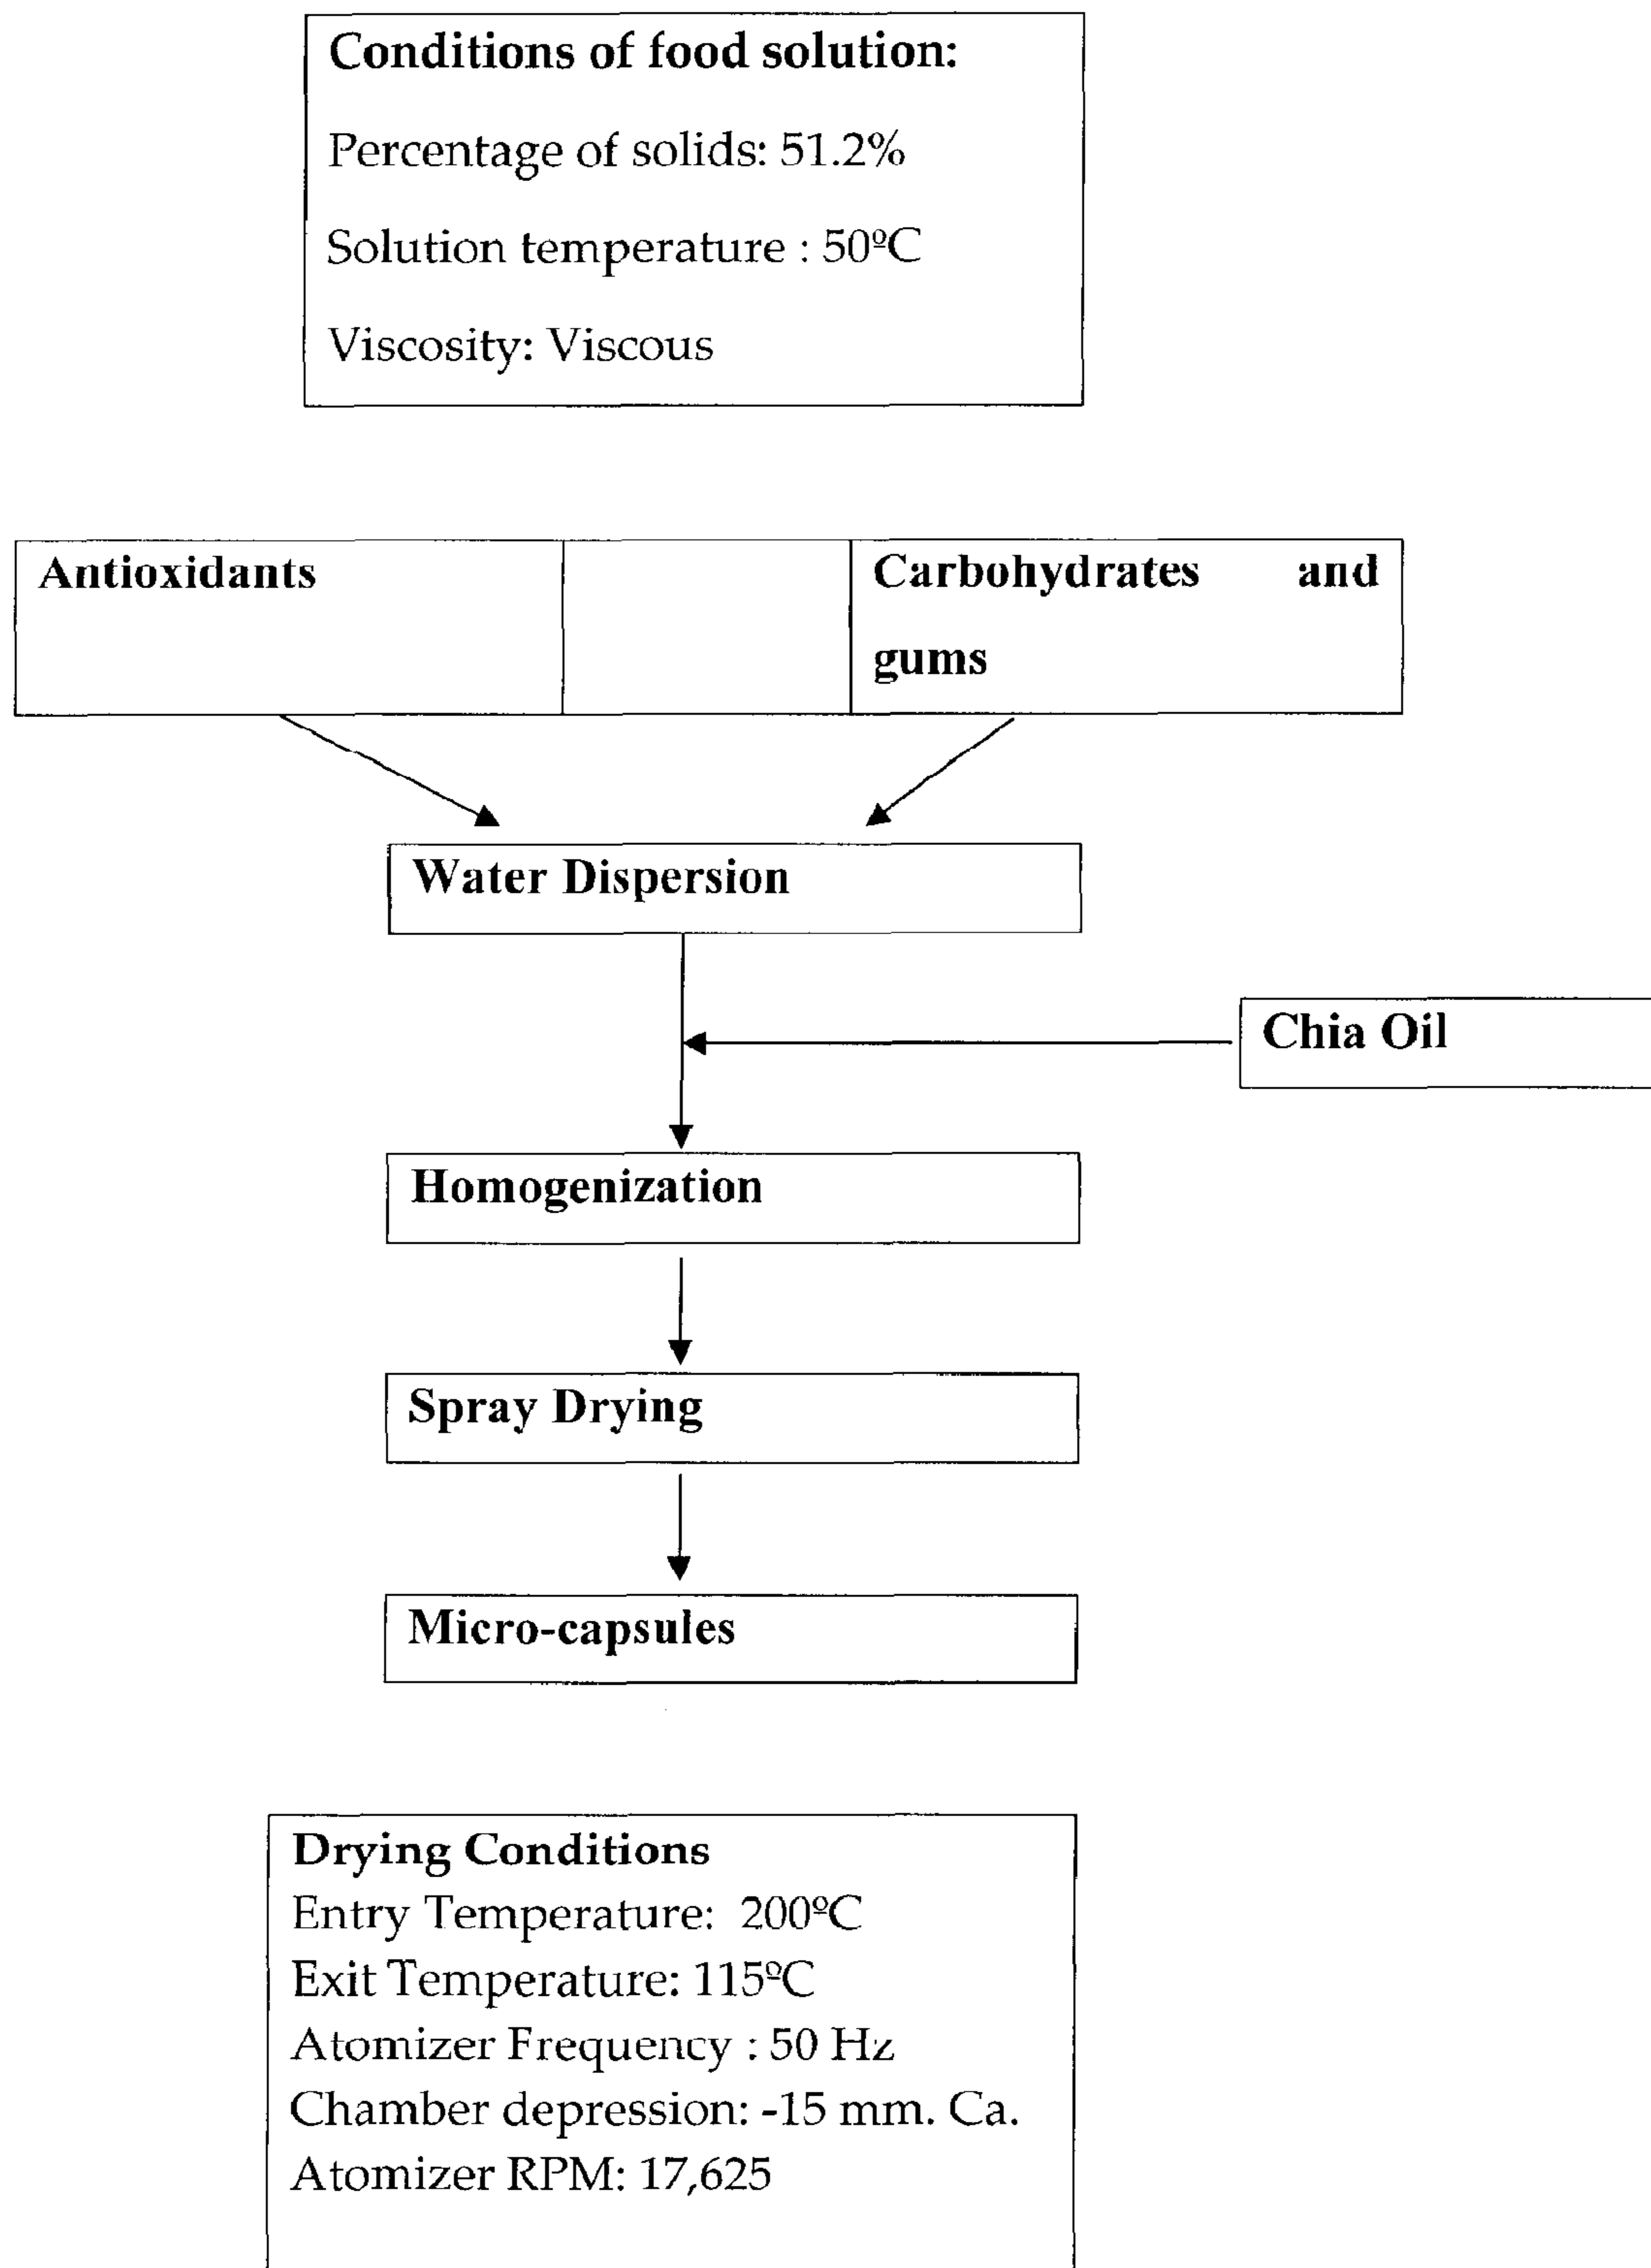 Conditions of food solution:
Percentage of solids: 51.2%
Solution temperature : 50ºC
Viscosity: Viscous
Antioxidants
Carbohydrates and
gums
Water Dispersion
Chia Oil
Homogenization
Spray Drying
Micro-capsules
Drying Conditions
Entry Temperature: 200ºC
Exit Temperature: 115ºC
Atomizer Frequency : 50 Hz
Chamber depression: -15 mm. Ca.
Atomizer RPM: 17,625